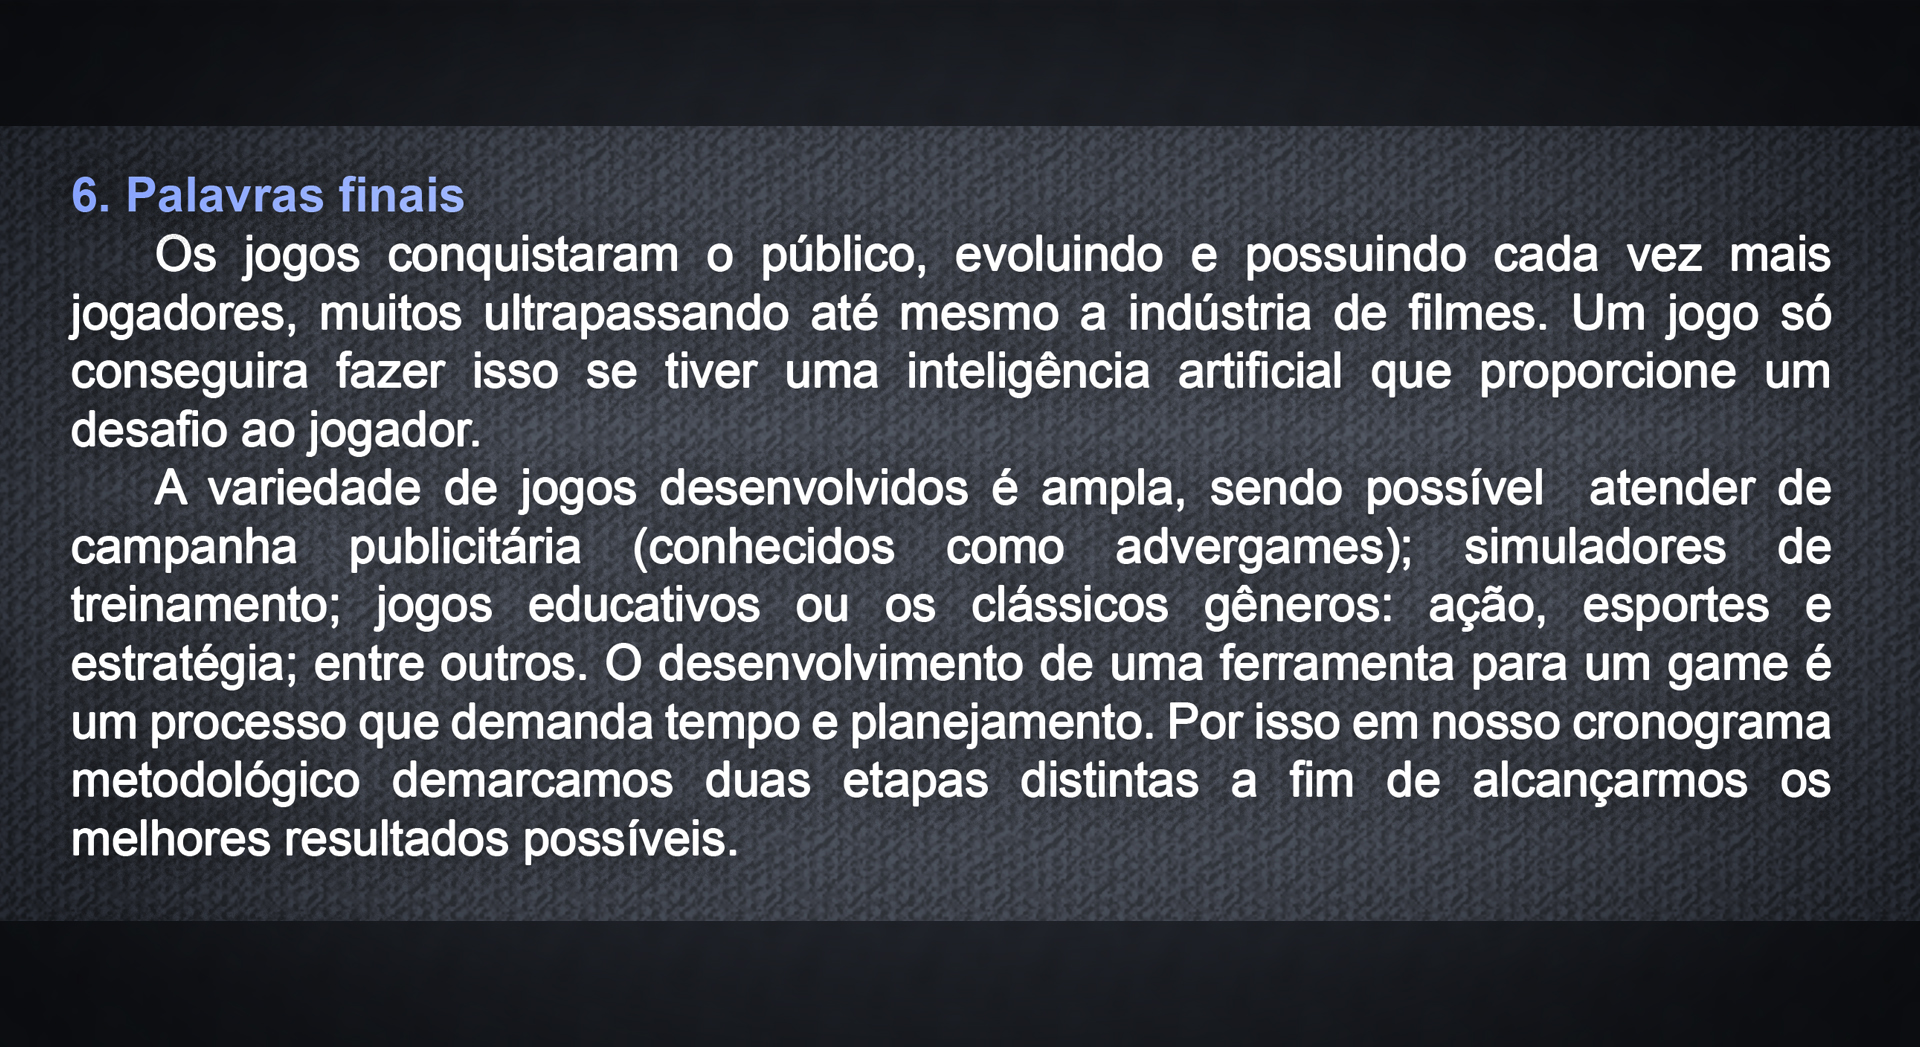 6. Palavras finais
Os jogos conquistaram o público, evoluindo e possuindo cada vez mais
jogadores, muitos ultrapassando até mesmo a indústria de filmes. Um jogo só
conseguira fazer isso se tiver uma inteligência artificial que proporcione um
desafio ao jogador.
A variedade de jogos desenvolvidos é ampla, sendo possível  atender de
campanha publicitária (conhecidos como advergames); simuladores de
treinamento; jogos educativos ou os clássicos gêneros: ação, esportes e
estratégia; entre outros. O desenvolvimento de uma ferramenta para um game é
um processo que demanda tempo e planejamento. Por isso em nosso cronograma
metodológico demarcamos duas etapas distintas a fim de alcançarmos os
melhores resultados possíveis.